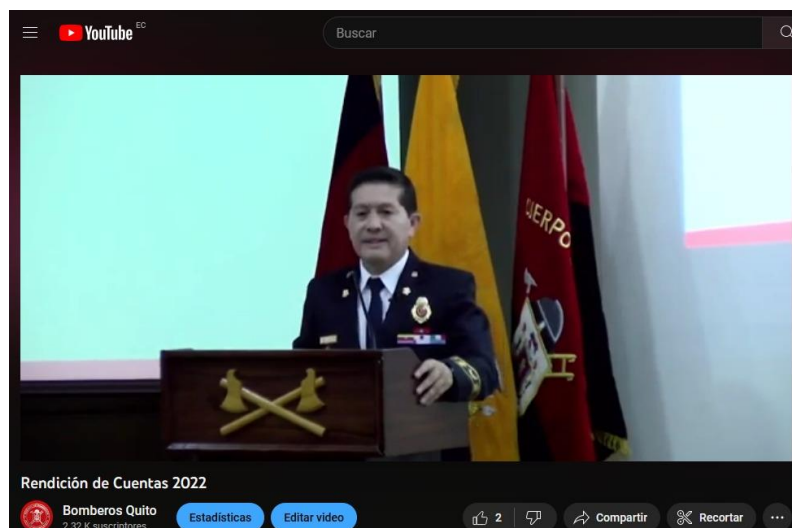 YouTube EC
Buscar
CUERPO
Rendición de Cuentas 2022
Bomberos Quito
2,32 K suscriptores
Estadísticas
Editar video
2
Compartir
Recortar